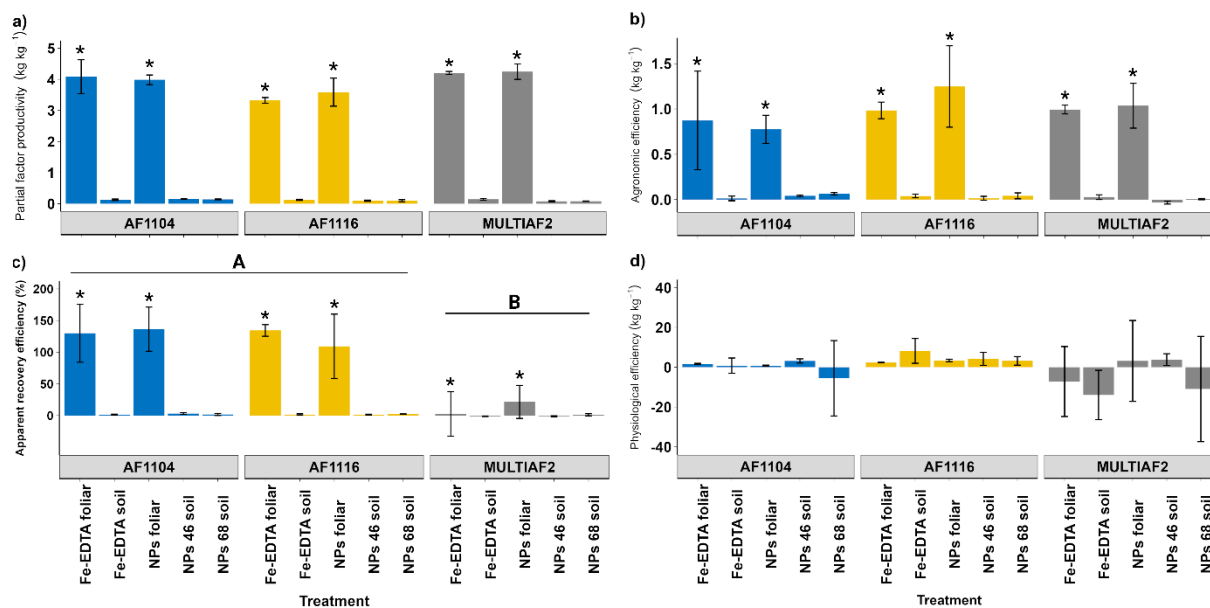 a)
Partial factor productivity (kg kg⁻¹)
5
4
3
2
1
0
* * * * * *
AF1104 AF1116 MULTIAF2
b)
Agronomic efficiency (kg kg⁻¹)
1.5
1.0
0.5
0.0
* * * * * *
AF1104 AF1116 MULTIAF2
c)
Apparent recovery efficiency (%)
200
150
100
50
0
A
B
* * * * * *
AF1104 AF1116 MULTIAF2
Fe-EDTA foliar
Fe-EDTA soil
NPs foliar
NPs 46 soil
NPs 68 soil
Fe-EDTA foliar
Fe-EDTA soil
NPs foliar
NPs 46 soil
NPs 68 soil
Fe-EDTA foliar
Fe-EDTA soil
NPs foliar
NPs 46 soil
NPs 68 soil
Treatment
d)
Physiological efficiency (kg kg⁻¹)
40
20
0
-20
-40
AF1104 AF1116 MULTIAF2
Fe-EDTA foliar
Fe-EDTA soil
NPs foliar
NPs 46 soil
NPs 68 soil
Fe-EDTA foliar
Fe-EDTA soil
NPs foliar
NPs 46 soil
NPs 68 soil
Fe-EDTA foliar
Fe-EDTA soil
NPs foliar
NPs 46 soil
NPs 68 soil
Treatment